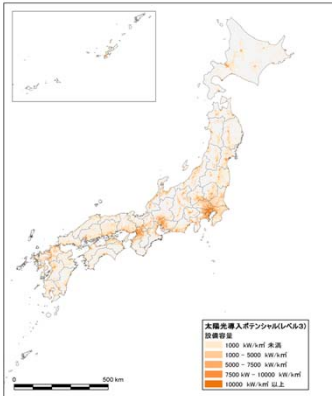 0
500 km
太陽光導入ポテンシャル(レベル3)
設備容量
1000 kW/k㎡ 未満
1000 - 5000 kW/k㎡
5000 - 7500 kW/k㎡
7500 kW - 10000 kW/k㎡
10000 kW/k㎡ 以上